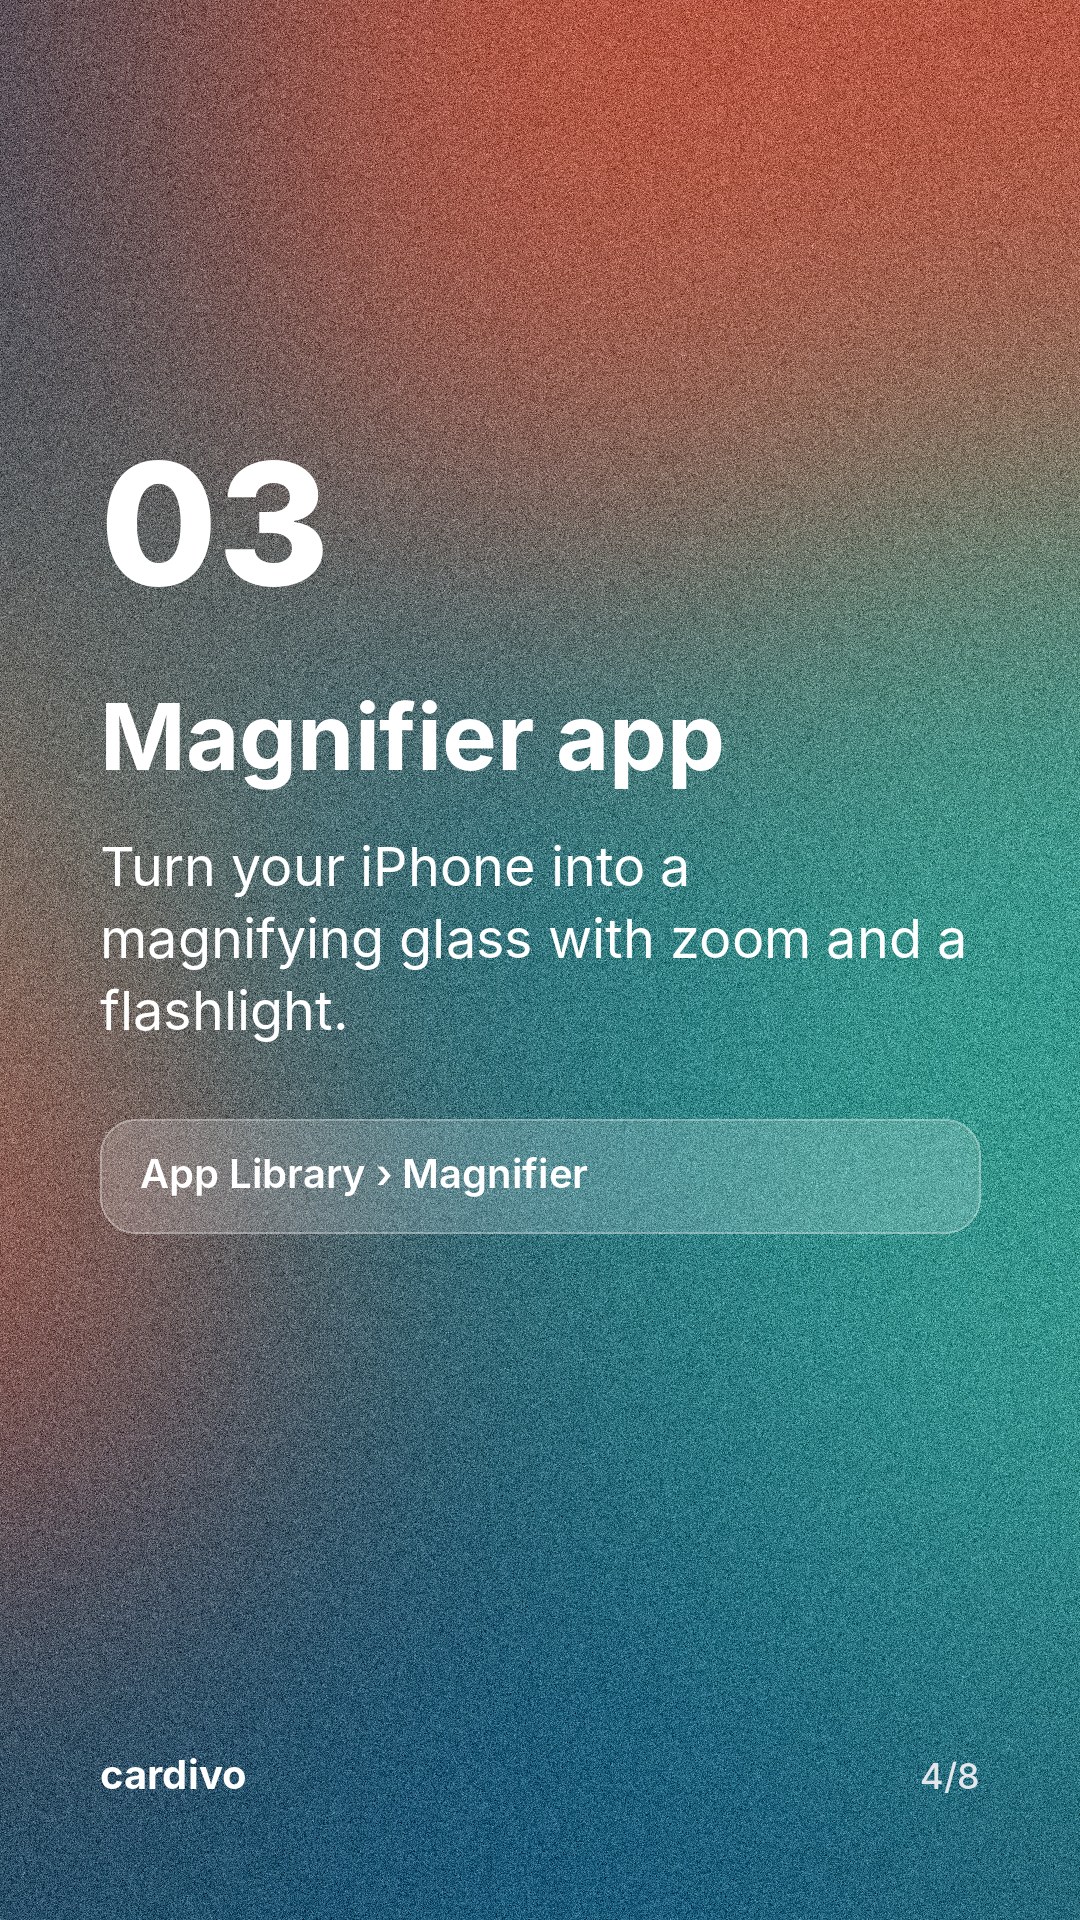 03
Magnifier app
Turn your iPhone into a
magnifying glass with zoom and a
flashlight.
App Library › Magnifier
cardivo
4/8